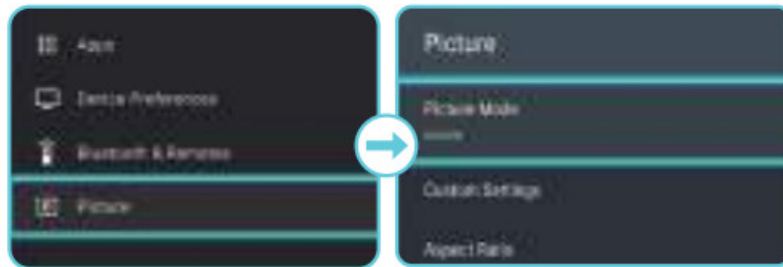 Apps
Device Preferences
Bluetooth & Remotes
Picture
Picture
Picture Mode
Custom Settings
Aspect Ratio